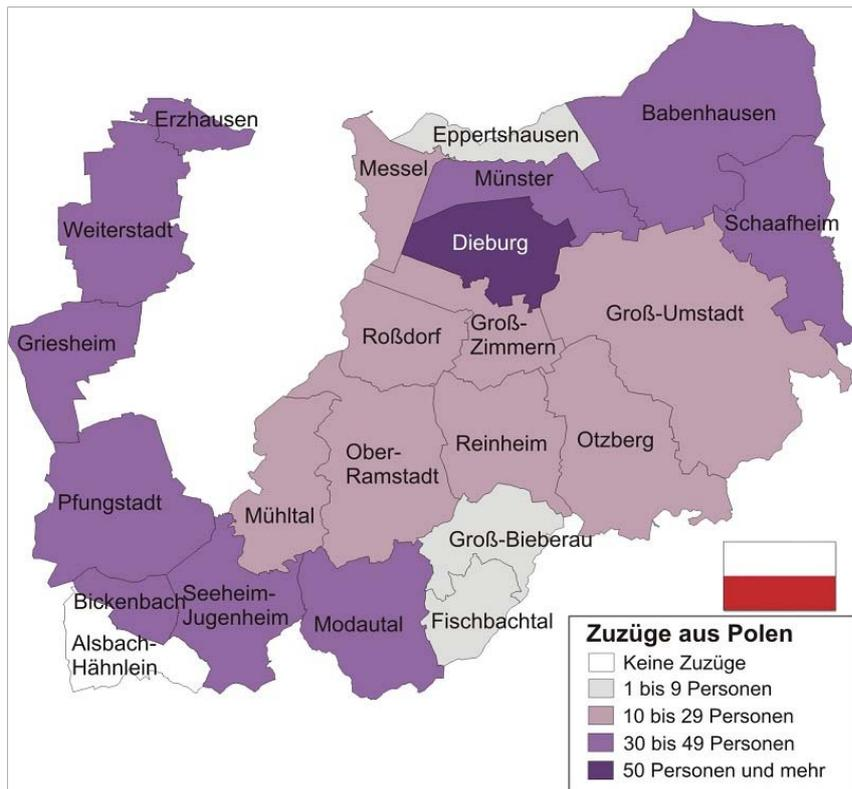 Erzhausen
Eppertshausen
Babenhausen
Messel
Münster
Weiterstadt
Schaafheim
Dieburg
Griesheim
Roßdorf
Groß-
Zimmern
Groß-Umstadt
Ober-
Ramstadt
Reinheim
Otzberg
Pfungstadt
Mühltal
Groß-Bieberau
Bickenbach
Seeheim-
Jugenheim
Modautal
Fischbachtal
Alsbach-
Hähnlein
Zuzüge aus Polen
Keine Zuzüge
1 bis 9 Personen
10 bis 29 Personen
30 bis 49 Personen
50 Personen und mehr